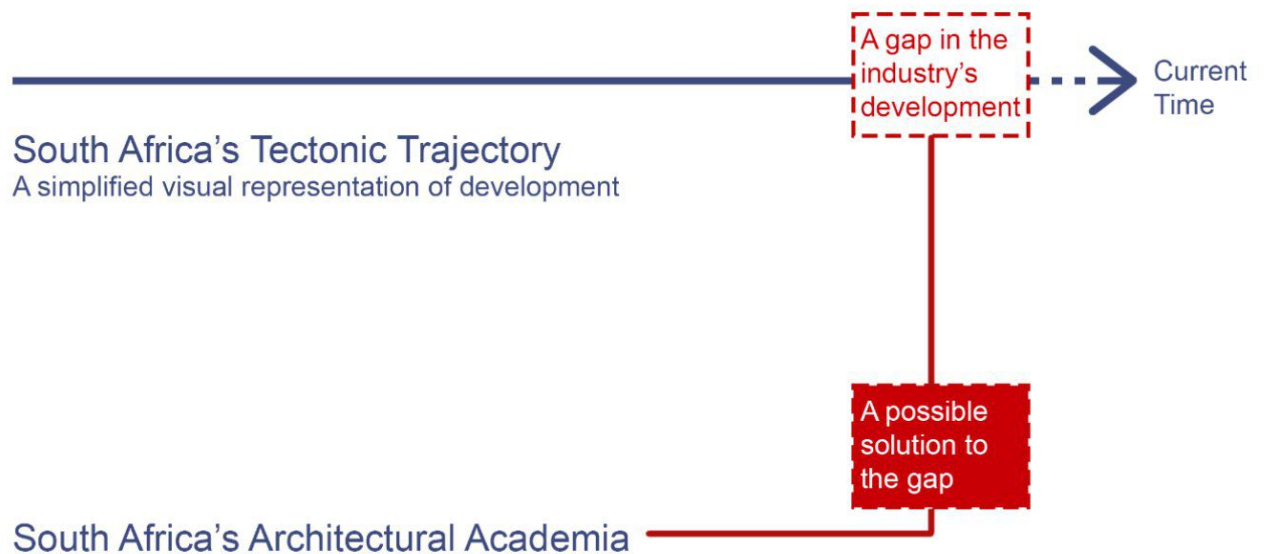 A gap in the
industry’s
development
Current
Time
South Africa’s Tectonic Trajectory
A simplified visual representation of development
A possible
solution to
the gap
South Africa’s Architectural Academia